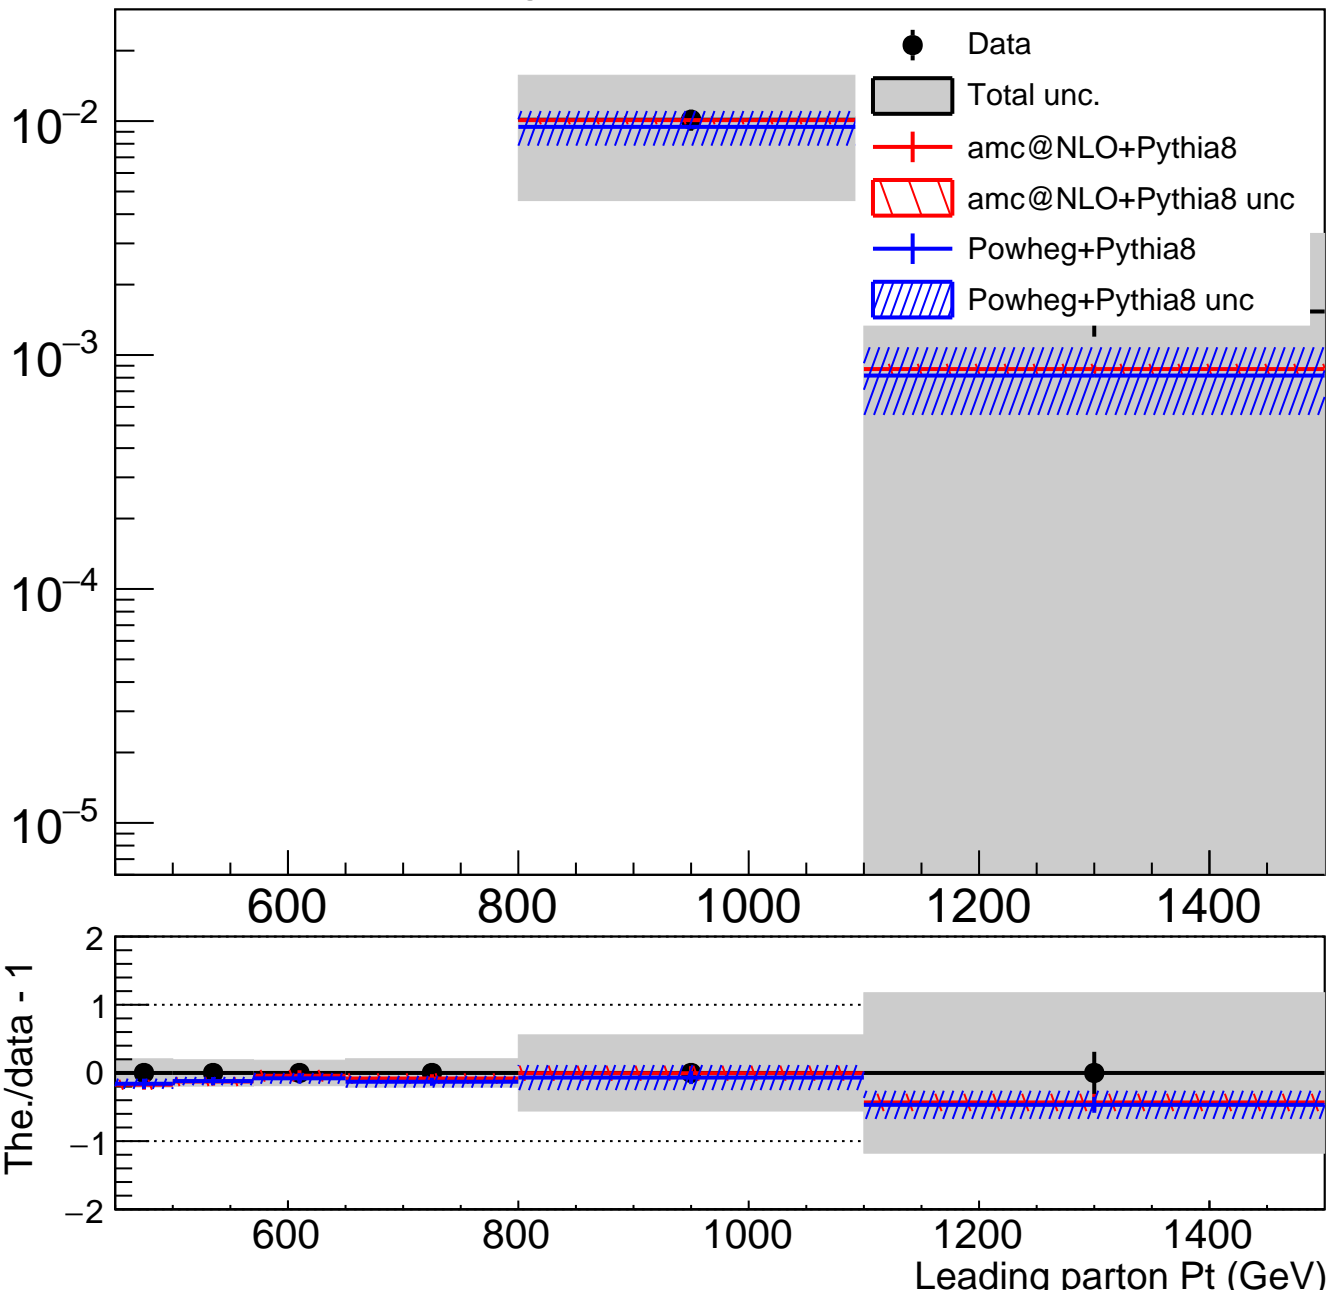 Data
Total unc.
amc@NLO+Pythia8
amc@NLO+Pythia8 unc
Powheg+Pythia8
Powheg+Pythia8 unc
10⁻²
10⁻³
10⁻⁴
10⁻⁵
600 800 1000 1200 1400
The./data - 1
2
1
0
−1
−2
600 800 1000 1200 1400
Leading parton Pt (GeV)